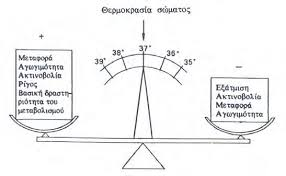 Θερμοκρασία σώματος
+
37°
38°
36°
39°
35°
−
Μεταφορά
Αγωγιμότητα
Ακτινοβολία
Ρίγος
Βασική δραστη-
ριότητα του
μεταβολισμού
Εξάτμιση
Ακτινοβολία
Μεταφορά
Αγωγιμότητα